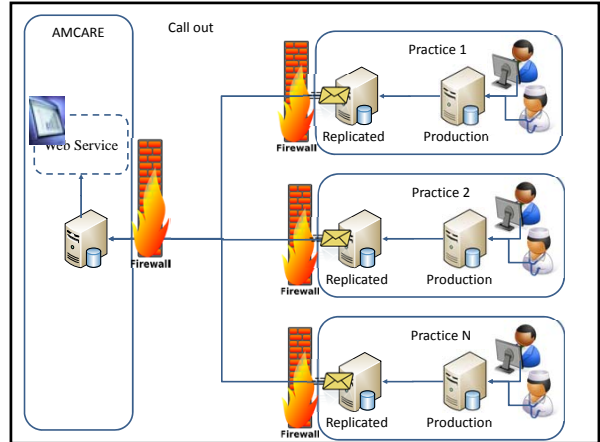 AMCARE
Call out
Web Service
Firewall
Practice 1
Firewall
Replicated
Production
Practice 2
Firewall
Replicated
Production
Practice N
Firewall
Replicated
Production